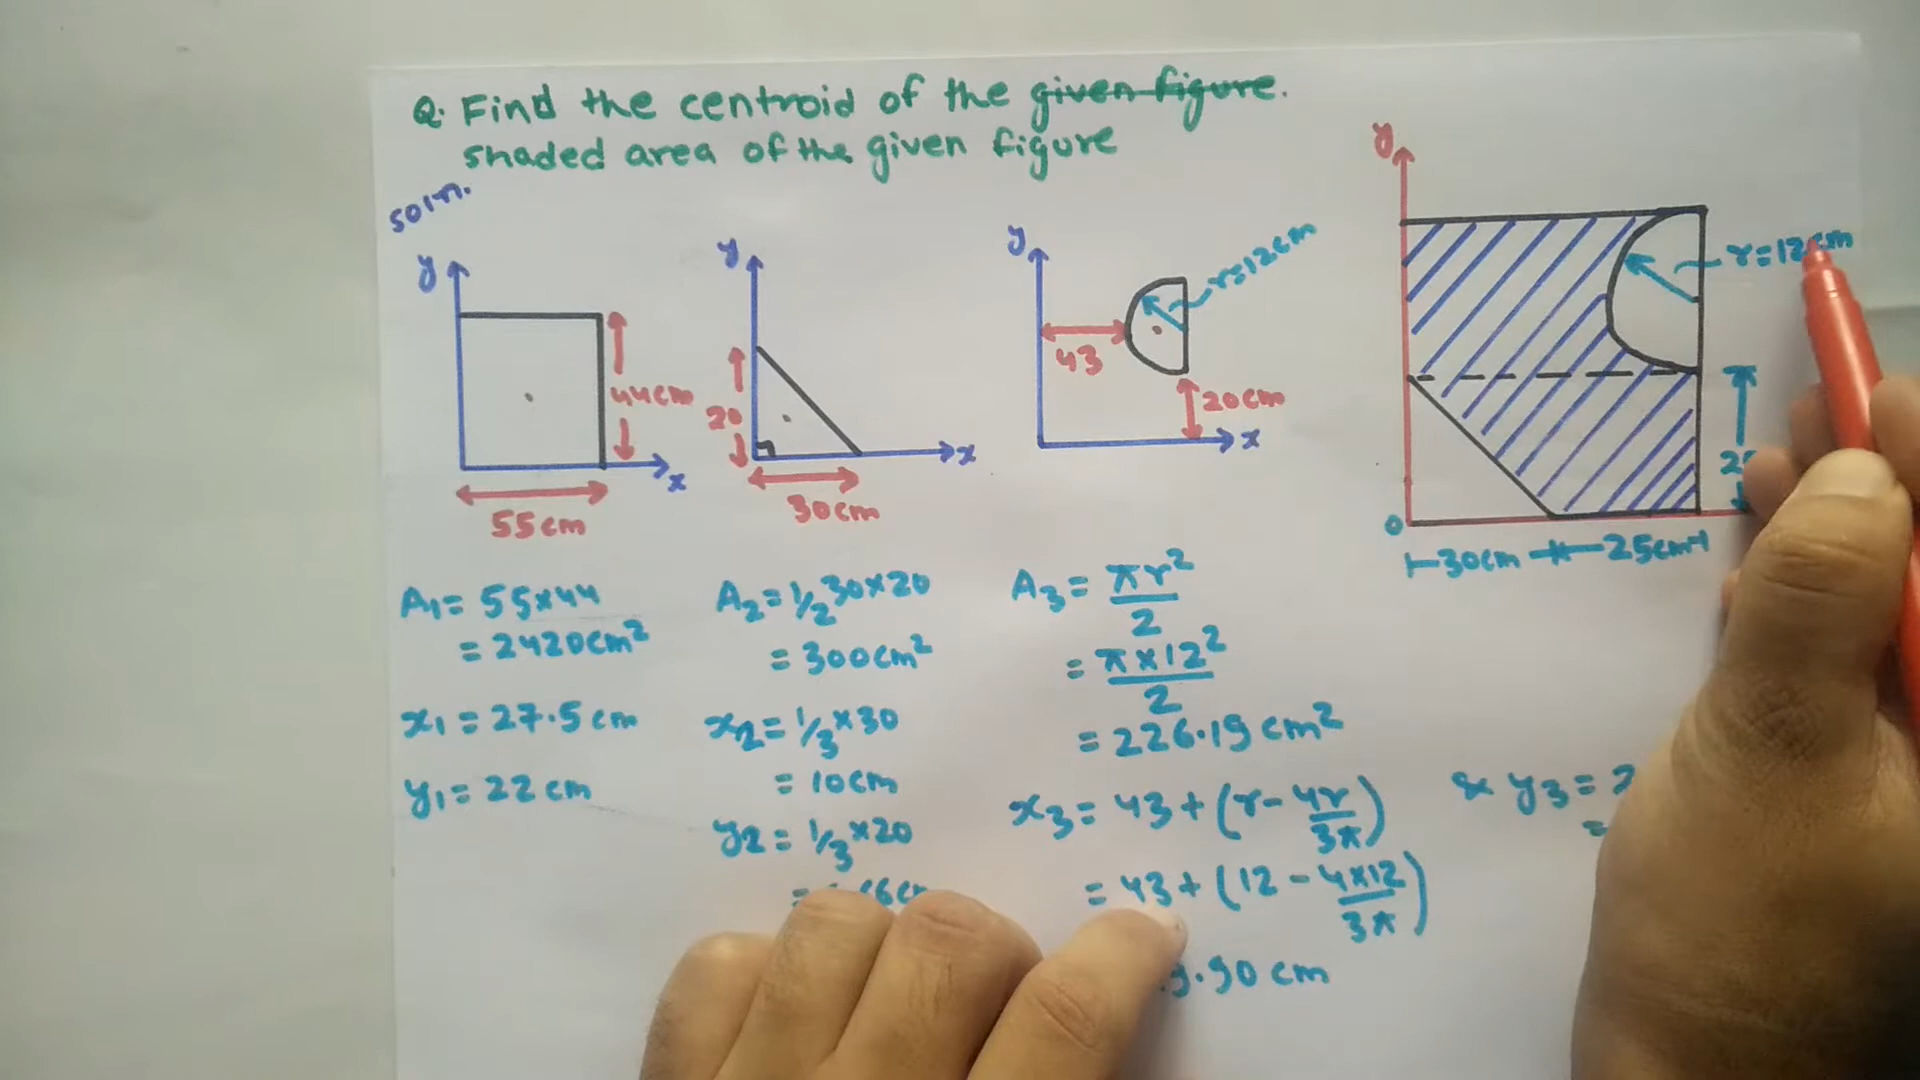 Q. Find the centroid of the given figure.
shaded area of the given figure
soln.
y
44cm
x
55cm
y
20
x
30cm
y
r=12cm
43
20cm
x
y
r=12cm
0
30cm
25cm
A1 = 55×44
= 2420cm²
x1 = 27.5 cm
y1 = 22 cm
A2 = 1/2 30×20
= 300cm²
x2 = 1/3 × 30
= 10cm
y2 = 1/3 × 20
A3 = πr²/2
= π×12²/2
= 226.19 cm²
x3 = 43 + (r - 4r/3π)
= 43 + (12 - 4×12/3π)
.90 cm
& y3 =